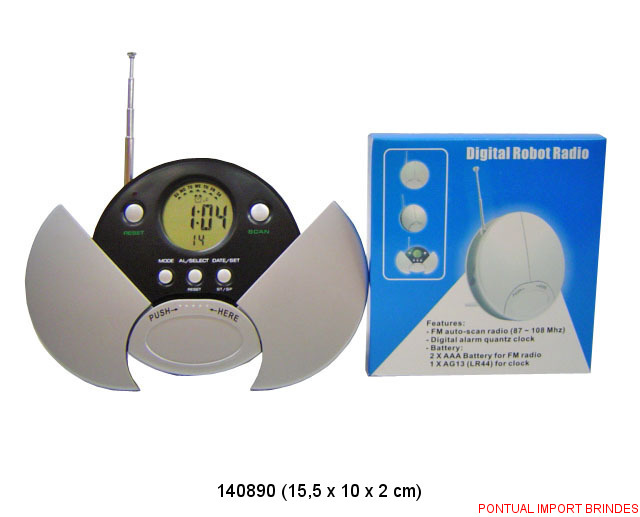 RESET
1:04
14
SCAN
MODE AL/SELECT DATE/SET
RESET ST/SP
PUSH→ ←HERE
Digital Robot Radio
Features:
- FM auto-scan radio (87 ~ 108 Mhz)
- Digital alarm quantz clock
- Battery:
2 X AAA Battery for FM radio
1 X AG13 (LR44) for clock
140890 (15,5 x 10 x 2 cm)
PONTUAL IMPORT BRINDES